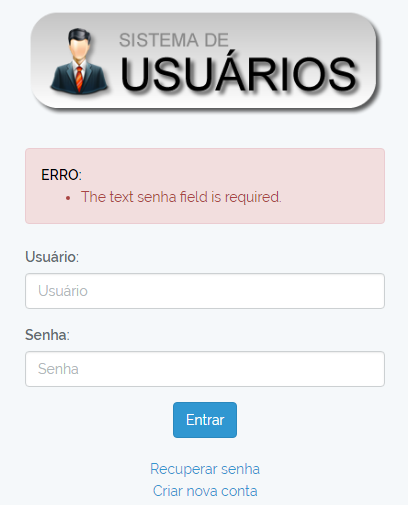 SISTEMA DE
USUÁRIOS
ERRO:
• The text senha field is required.
Usuário:
Usuário
Senha:
Senha
Entrar
Recuperar senha
Criar nova conta